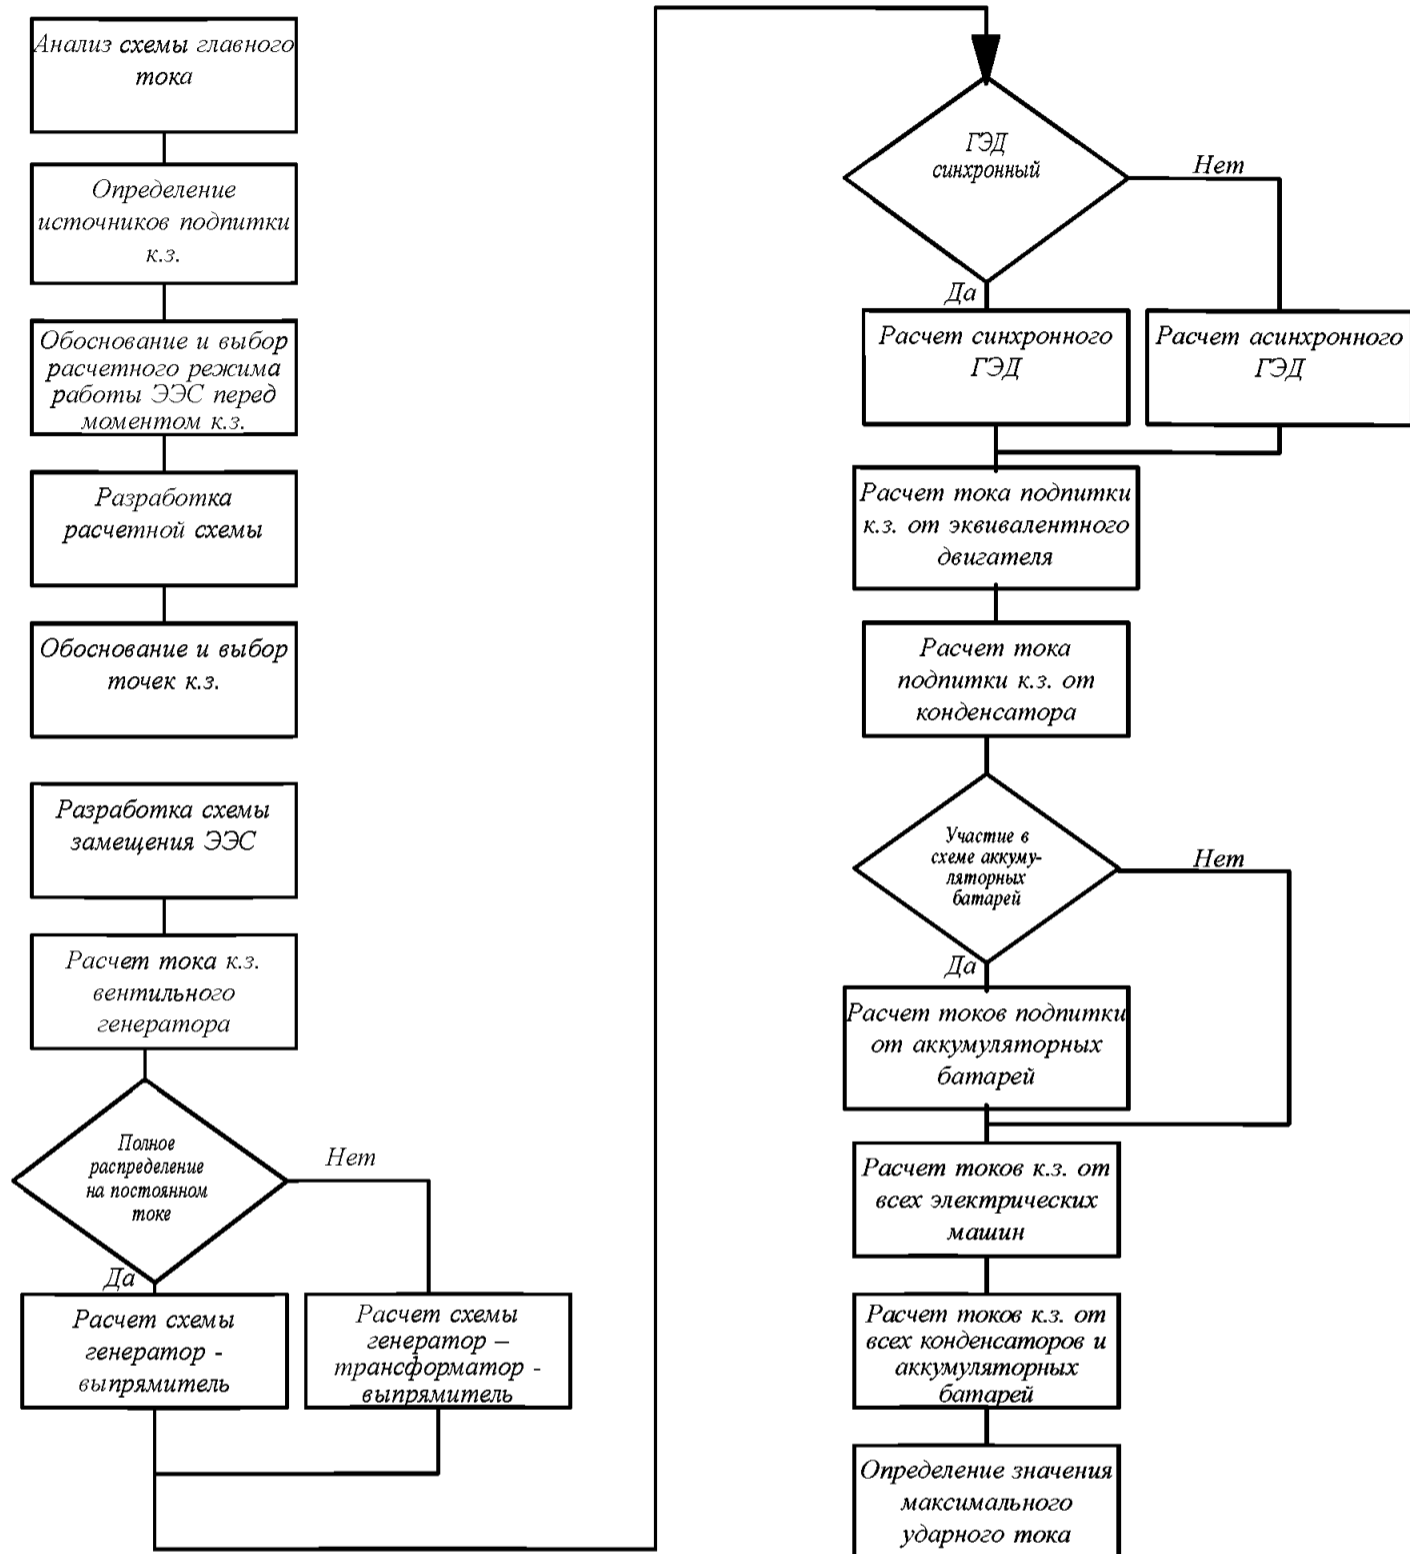 Анализ схемы главного
тока
Определение
источников подпитки
к.з.
Обоснование и выбор
расчетного режима
работы ЭЭС перед
моментом к.з.
Разработка
расчетной схемы
Обоснование и выбор
точек к.з.
Разработка схемы
замещения ЭЭС
Расчет тока к.з.
вентильного
генератора
Полное
распределение
на постоянном
токе
Нет
Да
Расчет схемы
генератор -
выпрямитель
Расчет схемы
генератор –
трансформатор -
выпрямитель
ГЭД
синхронный
Нет
Да
Расчет синхронного
ГЭД
Расчет асинхронного
ГЭД
Расчет тока подпитки
к.з. от эквивалентного
двигателя
Расчет тока
подпитки к.з. от
конденсатора
Участие в
схеме аккуму-
ляторных
батарей
Нет
Да
Расчет токов подпитки
от аккумуляторных
батарей
Расчет токов к.з. от
всех электрических
машин
Расчет токов к.з. от
всех конденсаторов и
аккумуляторных
батарей
Определение значения
максимального
ударного тока